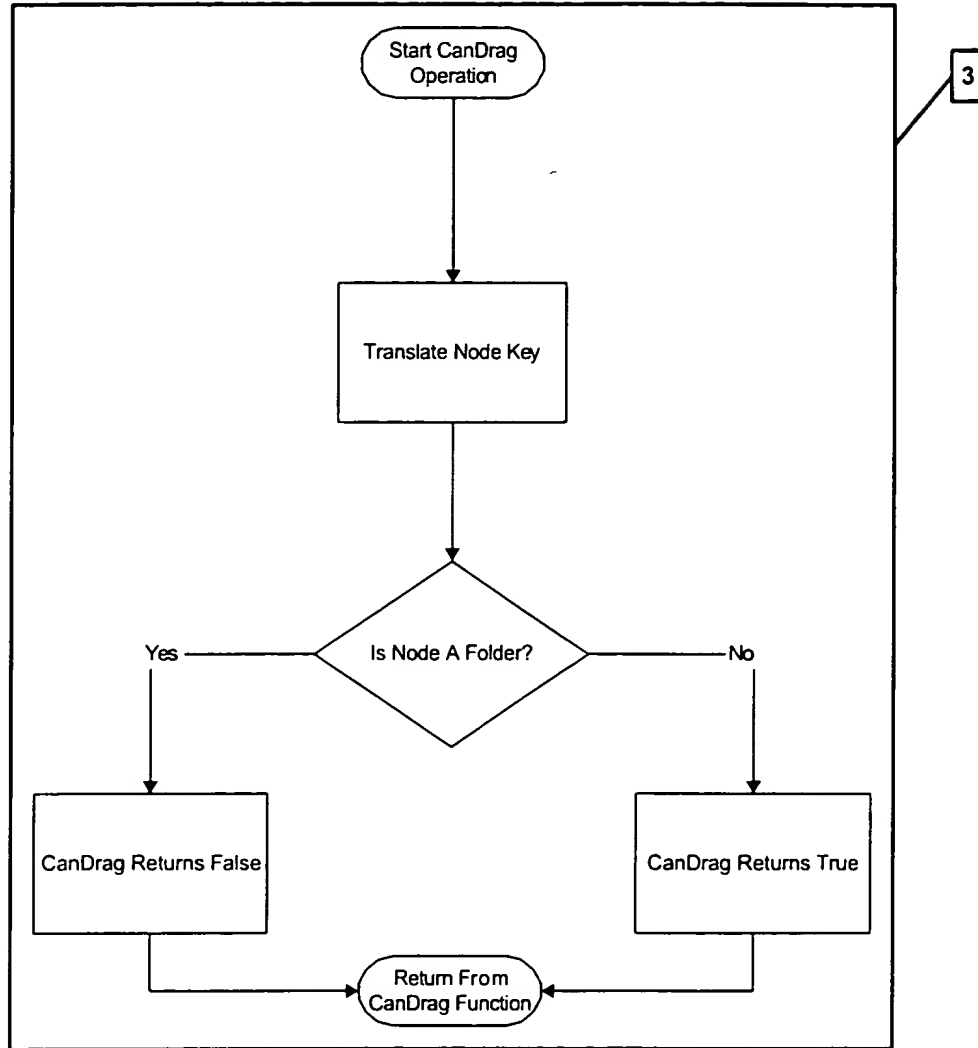 Start CanDrag
Operation
3
Translate Node Key
Is Node A Folder?
Yes
No
CanDrag Returns False
CanDrag Returns True
Return From
CanDrag Function